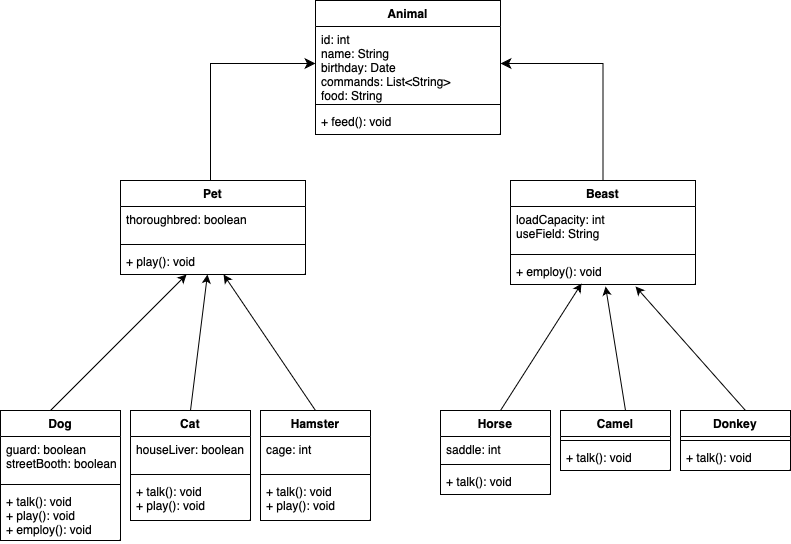 Animal
id: int
name: String
birthday: Date
commands: List<String>
food: String
+ feed(): void
Pet
thoroughbred: boolean
+ play(): void
Beast
loadCapacity: int
useField: String
+ employ(): void
Dog
guard: boolean
streetBooth: boolean
+ talk(): void
+ play(): void
+ employ(): void
Cat
houseLiver: boolean
+ talk(): void
+ play(): void
Hamster
cage: int
+ talk(): void
+ play(): void
Horse
saddle: int
+ talk(): void
Camel
+ talk(): void
Donkey
+ talk(): void